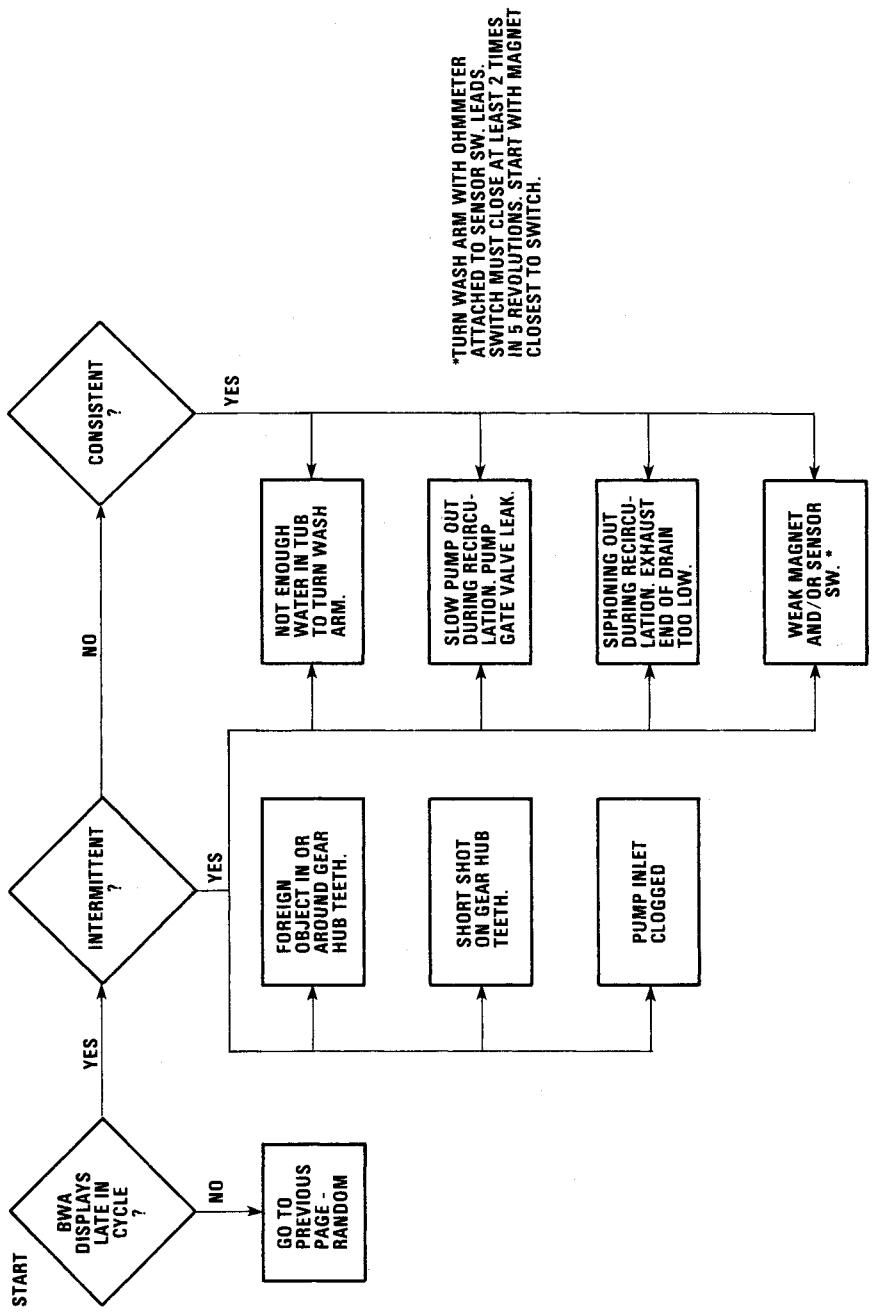 START
BWA
DISPLAYS
LATE IN
CYCLE
?
YES
NO
GO TO
PREVIOUS
PAGE -
RANDOM
INTERMITTENT
?
NO
YES
FOREIGN
OBJECT IN OR
AROUND GEAR
HUB TEETH.
SHORT SHOT
ON GEAR HUB
TEETH.
PUMP INLET
CLOGGED
CONSISTENT
?
YES
NOT ENOUGH
WATER IN TUB
TO TURN WASH
ARM.
SLOW PUMP OUT
DURING RECIRCU-
LATION. PUMP
GATE VALVE LEAK.
SIPHONING OUT
DURING RECIRCU-
LATION. EXHAUST
END OF DRAIN
TOO LOW.
WEAK MAGNET
AND/OR SENSOR
SW. *
*TURN WASH ARM WITH OHMMETER
ATTACHED TO SENSOR SW. LEADS.
SWITCH MUST CLOSE AT LEAST 2 TIMES
IN 5 REVOLUTIONS. START WITH MAGNET
CLOSEST TO SWITCH.